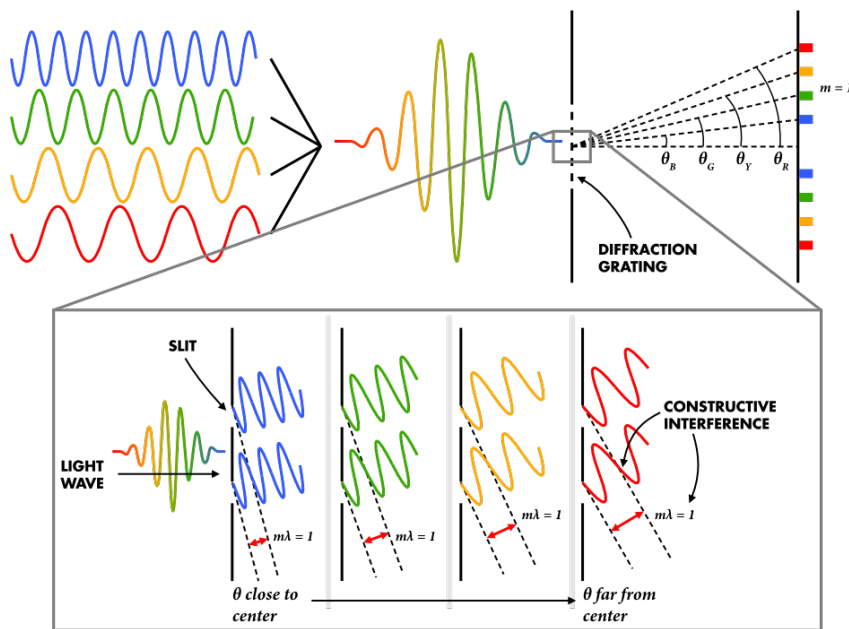 m = 1
θB
θG
θY
θR
DIFFRACTION
GRATING
SLIT
LIGHT
WAVE
CONSTRUCTIVE
INTERFERENCE
mλ = 1
mλ = 1
mλ = 1
mλ = 1
θ close to
center
θ far from
center